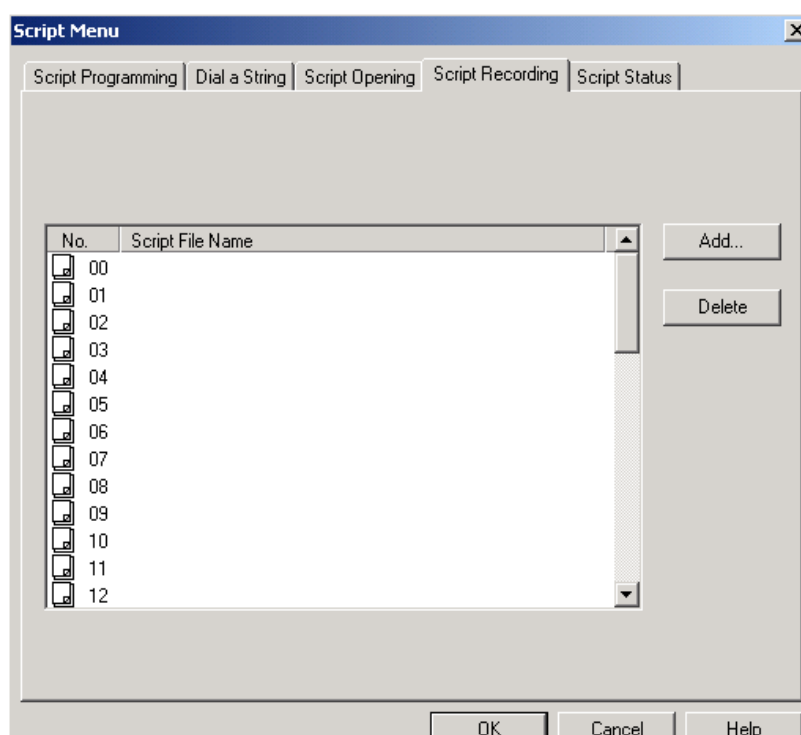 Script Menu
Script Programming Dial a String Script Opening Script Recording Script Status
No. Script File Name
00
01
02
03
04
05
06
07
08
09
10
11
12
Add...
Delete
OK Cancel Help